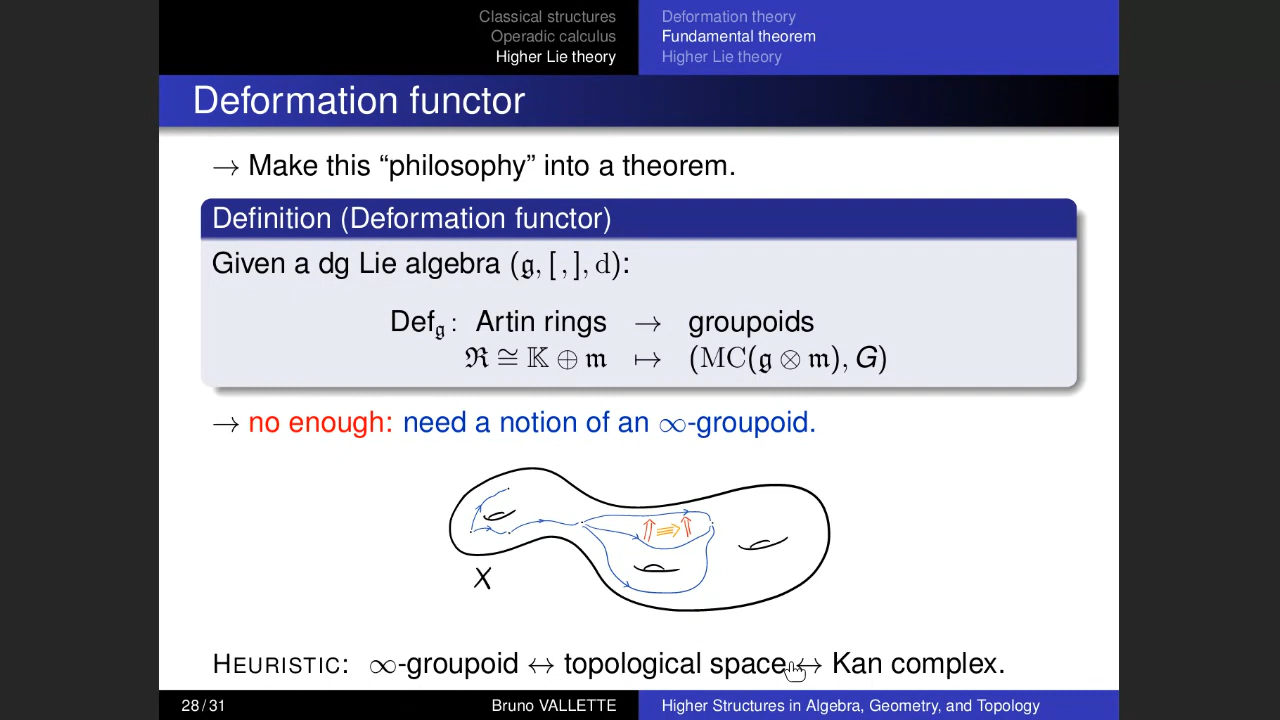 Classical structures
Operadic calculus
Higher Lie theory
Deformation theory
Fundamental theorem
Higher Lie theory
Deformation functor
→ Make this “philosophy” into a theorem.
Definition (Deformation functor)
Given a dg Lie algebra (𝔤, [ , ], d):
Def𝔤 : Artin rings → groupoids
ℜ ≅ 𝕂 ⊕ 𝔪 ↦ (MC(𝔤 ⊗ 𝔪), G)
→ no enough: need a notion of an ∞-groupoid.
X
HEURISTIC: ∞-groupoid ↔ topological space ↔ Kan complex.
28 / 31 Bruno VALLETTE Higher Structures in Algebra, Geometry, and Topology